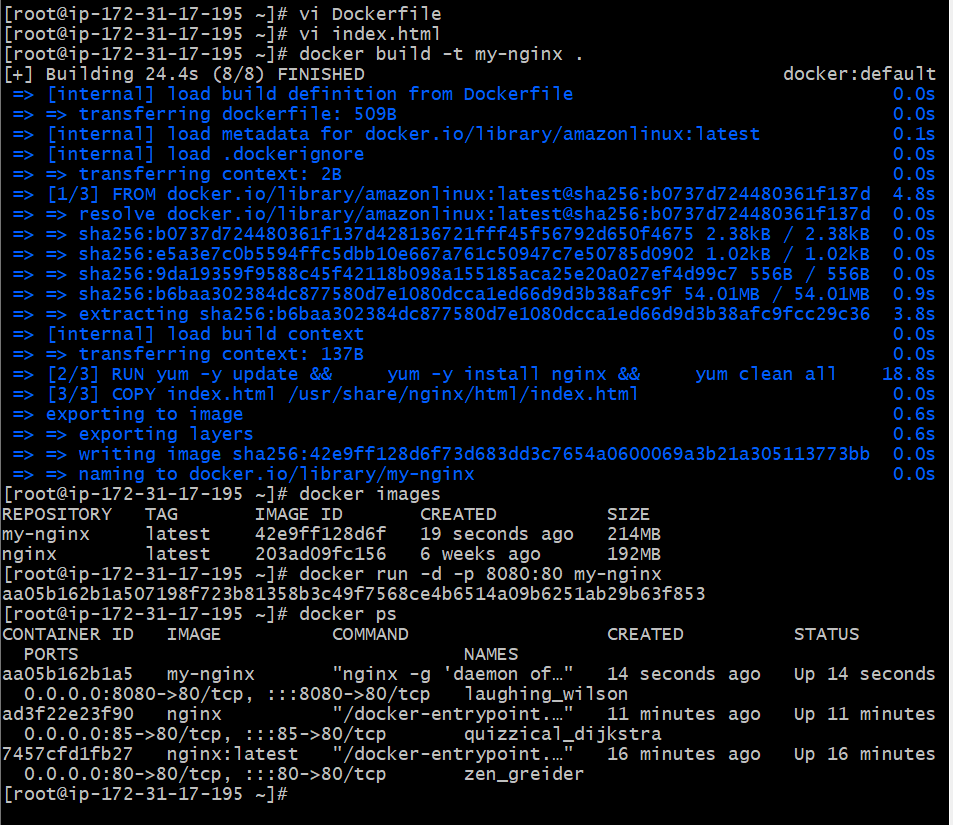 [root@ip-172-31-17-195 ~]# vi Dockerfile
[root@ip-172-31-17-195 ~]# vi index.html
[root@ip-172-31-17-195 ~]# docker build -t my-nginx .
[+] Building 24.4s (8/8) FINISHED docker:default
=> [internal] load build definition from Dockerfile 0.0s
=> => transferring dockerfile: 509B 0.0s
=> [internal] load metadata for docker.io/library/amazonlinux:latest 0.1s
=> [internal] load .dockerignore 0.0s
=> => transferring context: 2B 0.0s
=> [1/3] FROM docker.io/library/amazonlinux:latest@sha256:b0737d724480361f137d 4.8s
=> => resolve docker.io/library/amazonlinux:latest@sha256:b0737d724480361f137d 0.0s
=> => sha256:b0737d724480361f137d428136721fff45f56792d650f4675 2.38kB / 2.38kB 0.0s
=> => sha256:e5a3e7c0b5594ffc5dbb10e667a761c50947c7e50785d0902 1.02kB / 1.02kB 0.0s
=> => sha256:9da19359f9588c45f42118b098a155185aca25e20a027ef4d99c7 556B / 556B 0.0s
=> => sha256:b6baa302384dc877580d7e1080dcca1ed66d9d3b38afc9f 54.01MB / 54.01MB 0.9s
=> => extracting sha256:b6baa302384dc877580d7e1080dcca1ed66d9d3b38afc9fcc29c36 3.8s
=> [internal] load build context 0.0s
=> => transferring context: 137B 0.0s
=> [2/3] RUN yum -y update && yum -y install nginx && yum clean all 18.8s
=> [3/3] COPY index.html /usr/share/nginx/html/index.html 0.0s
=> exporting to image 0.6s
=> => exporting layers 0.6s
=> => writing image sha256:42e9ff128d6f73d683dd3c7654a0600069a3b21a305113773bb 0.0s
=> => naming to docker.io/library/my-nginx 0.0s
[root@ip-172-31-17-195 ~]# docker images
REPOSITORY TAG IMAGE ID CREATED SIZE
my-nginx latest 42e9ff128d6f 19 seconds ago 214MB
nginx latest 203ad09fc156 6 weeks ago 192MB
[root@ip-172-31-17-195 ~]# docker run -d -p 8080:80 my-nginx
aa05b162b1a507198f723b81358b3c49f7568ce4b6514a09b6251ab29b63f853
[root@ip-172-31-17-195 ~]# docker ps
CONTAINER ID IMAGE COMMAND CREATED STATUS
PORTS NAMES
aa05b162b1a5 my-nginx "nginx -g 'daemon of…" 14 seconds ago Up 14 seconds
0.0.0.0:8080->80/tcp, :::8080->80/tcp laughing_wilson
ad3f22e23f90 nginx "/docker-entrypoint.…" 11 minutes ago Up 11 minutes
0.0.0.0:85->80/tcp, :::85->80/tcp quizzical_dijkstra
7457cfd1fb27 nginx:latest "/docker-entrypoint.…" 16 minutes ago Up 16 minutes
0.0.0.0:80->80/tcp, :::80->80/tcp zen_greider
[root@ip-172-31-17-195 ~]#